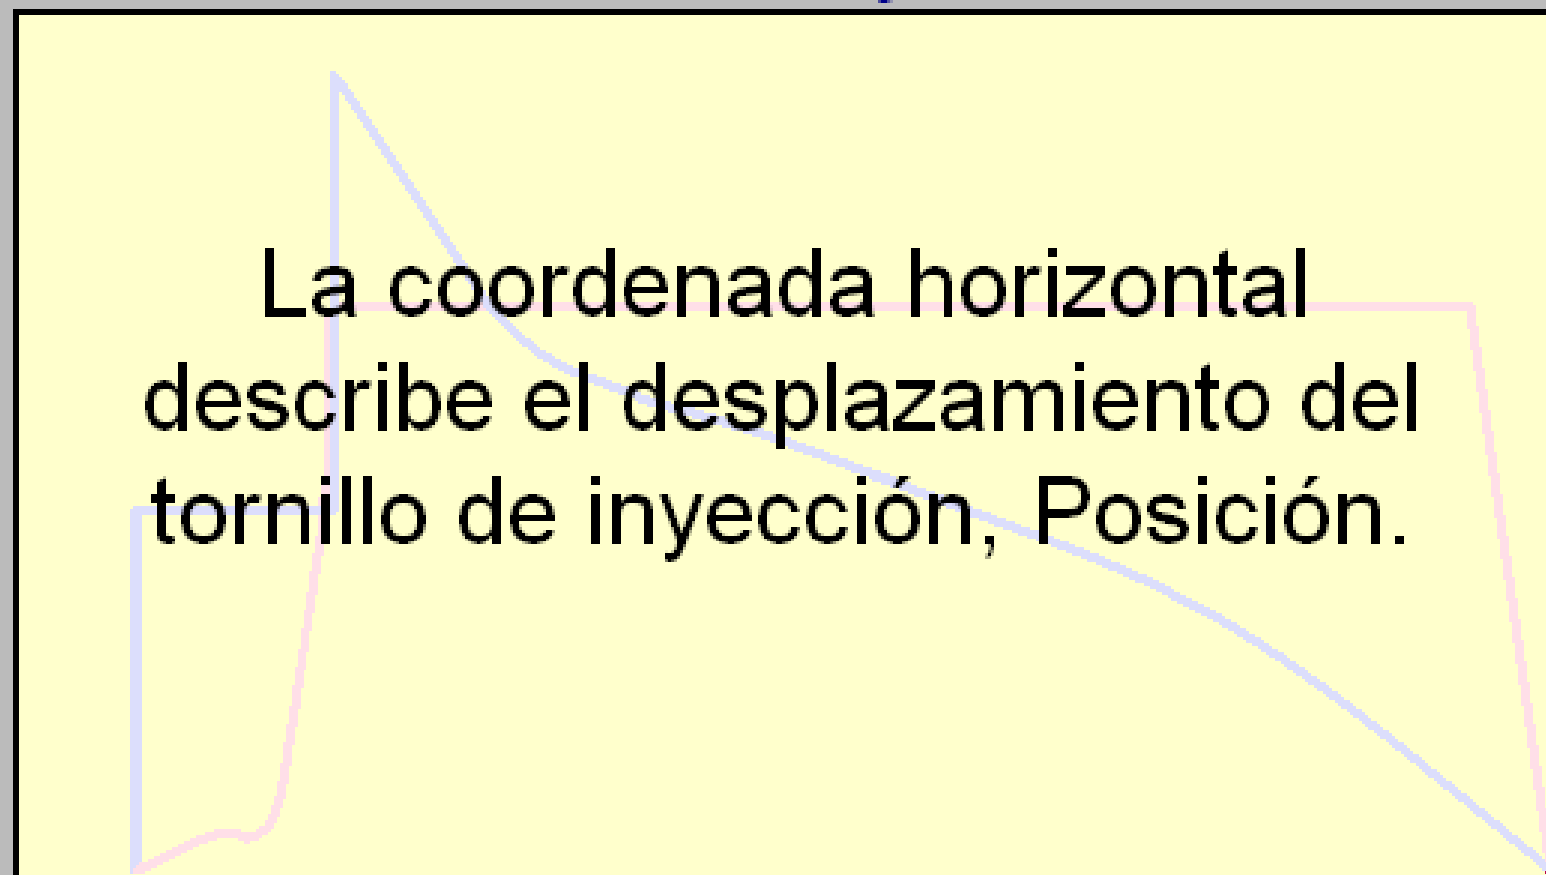 La coordenada horizontal
describe el desplazamiento del
tornillo de inyección, Posición.